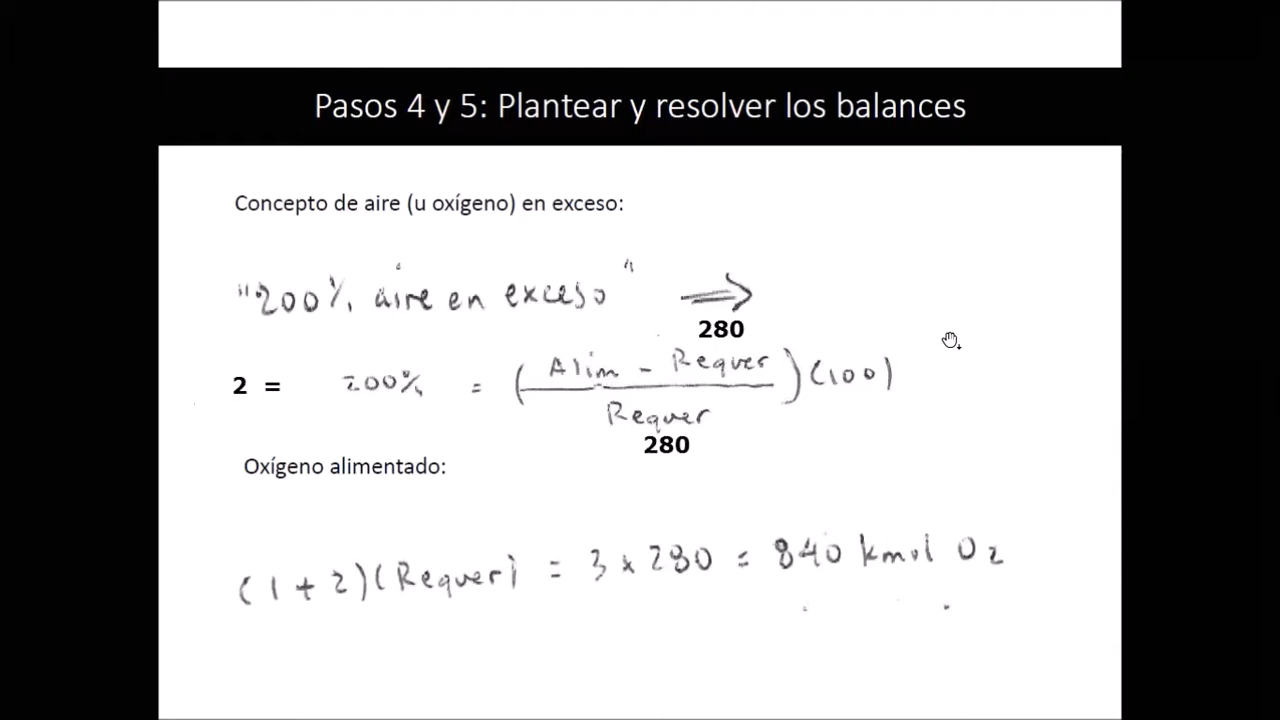 Pasos 4 y 5: Plantear y resolver los balances
Concepto de aire (u oxígeno) en exceso:
"200% aire en exceso" ⟹
280
2 = 200% = (Alim - Requer / Requer) (100)
280
Oxígeno alimentado:
(1 + 2)(Requer) = 3 x 280 = 840 kmol O2